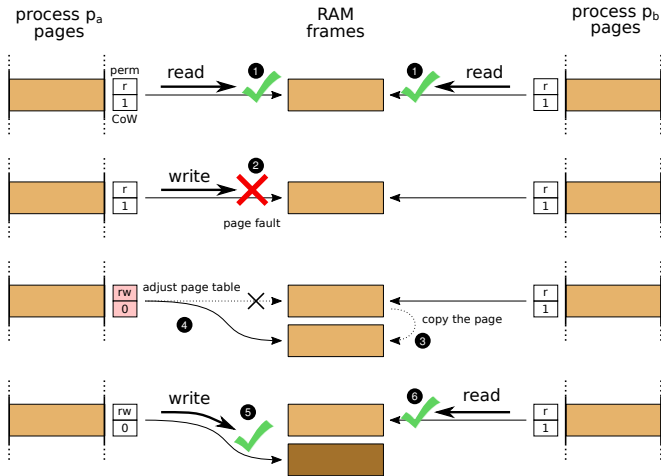 process pa
pages
RAM
frames
process pb
pages
perm
r
1
CoW
read
1
1
read
r
1
r
1
write
2
page fault
r
1
rw
0
adjust page table
4
copy the page
3
r
1
rw
0
write
5
6
read
r
1